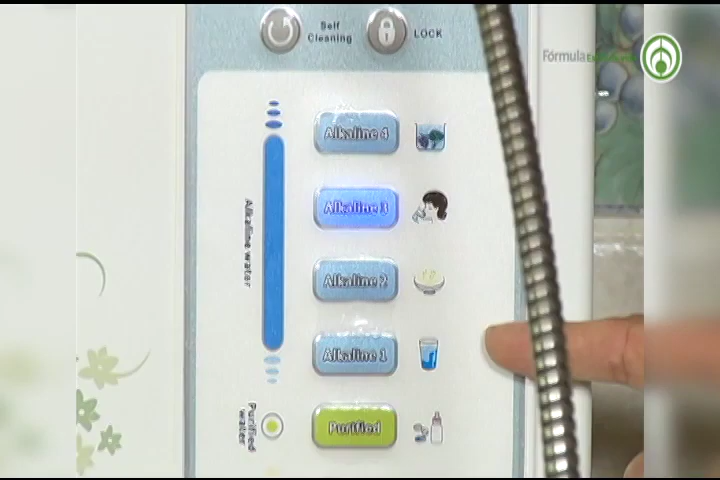 Self
Cleaning
LOCK
Fórmula
Alkaline 4
Alkaline 3
Alkaline water
Alkaline 2
Alkaline 1
Purified
Purified
water